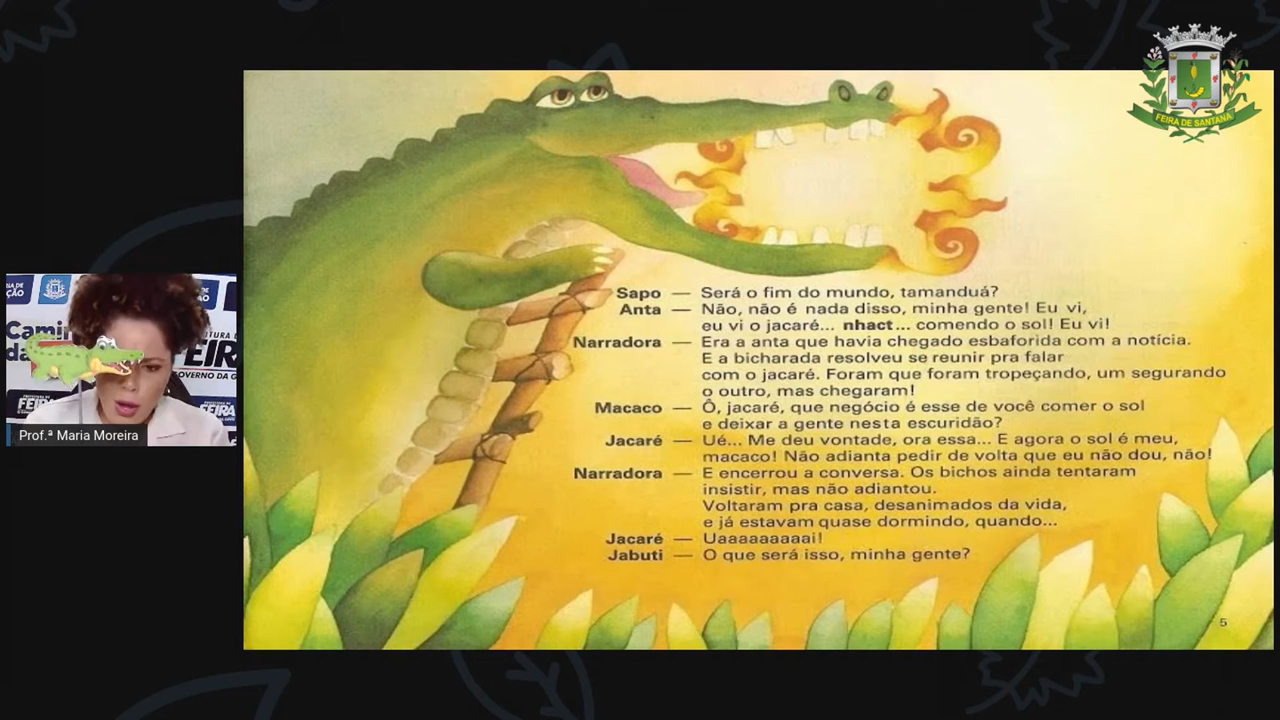 FEIRA DE SANTANA
Sapo — Será o fim do mundo, tamanduá?
Anta — Não, não é nada disso, minha gente! Eu vi,
eu vi o jacaré... nhact... comendo o sol! Eu vi!
Narradora — Era a anta que havia chegado esbaforida com a notícia.
E a bicharada resolveu se reunir pra falar
com o jacaré. Foram que foram tropeçando, um segurando
o outro, mas chegaram!
Macaco — Ô, jacaré, que negócio é esse de você comer o sol
e deixar a gente nesta escuridão?
Jacaré — Ué... Me deu vontade, ora essa... E agora o sol é meu,
macaco! Não adianta pedir de volta que eu não dou, não!
Narradora — E encerrou a conversa. Os bichos ainda tentaram
insistir, mas não adiantou.
Voltaram pra casa, desanimados da vida,
e já estavam quase dormindo, quando...
Jacaré — Uaaaaaaaaai!
Jabuti — O que será isso, minha gente?
5
Prof.ª Maria Moreira